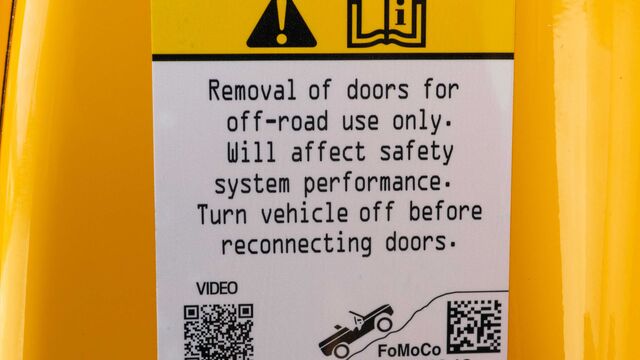 Removal of doors for
off-road use only.
Will affect safety
system performance.
Turn vehicle off before
reconnecting doors.
VIDEO
FoMoCo